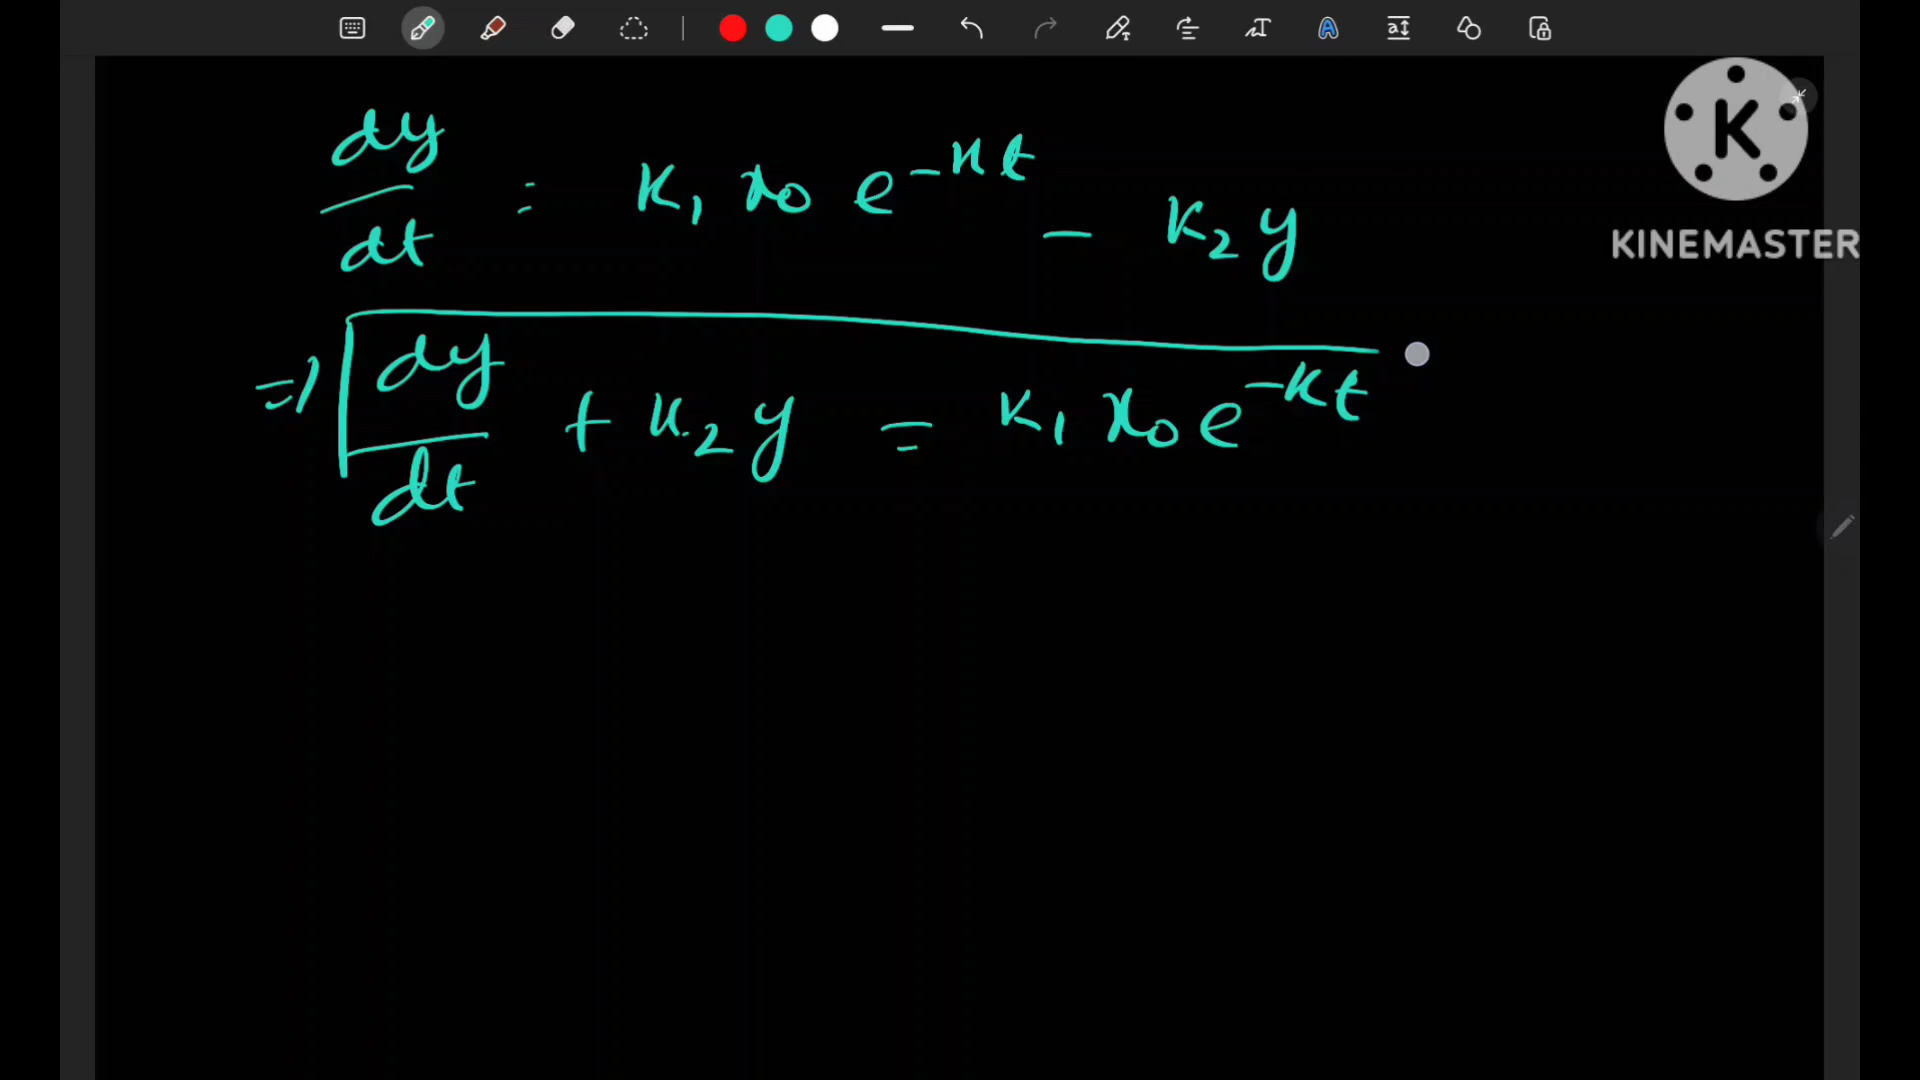 dy/dt = K₁ x₀ e^{-Kt} - K₂ y
KINEMASTER
⇒ dy/dt + K₂ y = K₁ x₀ e^{-Kt}